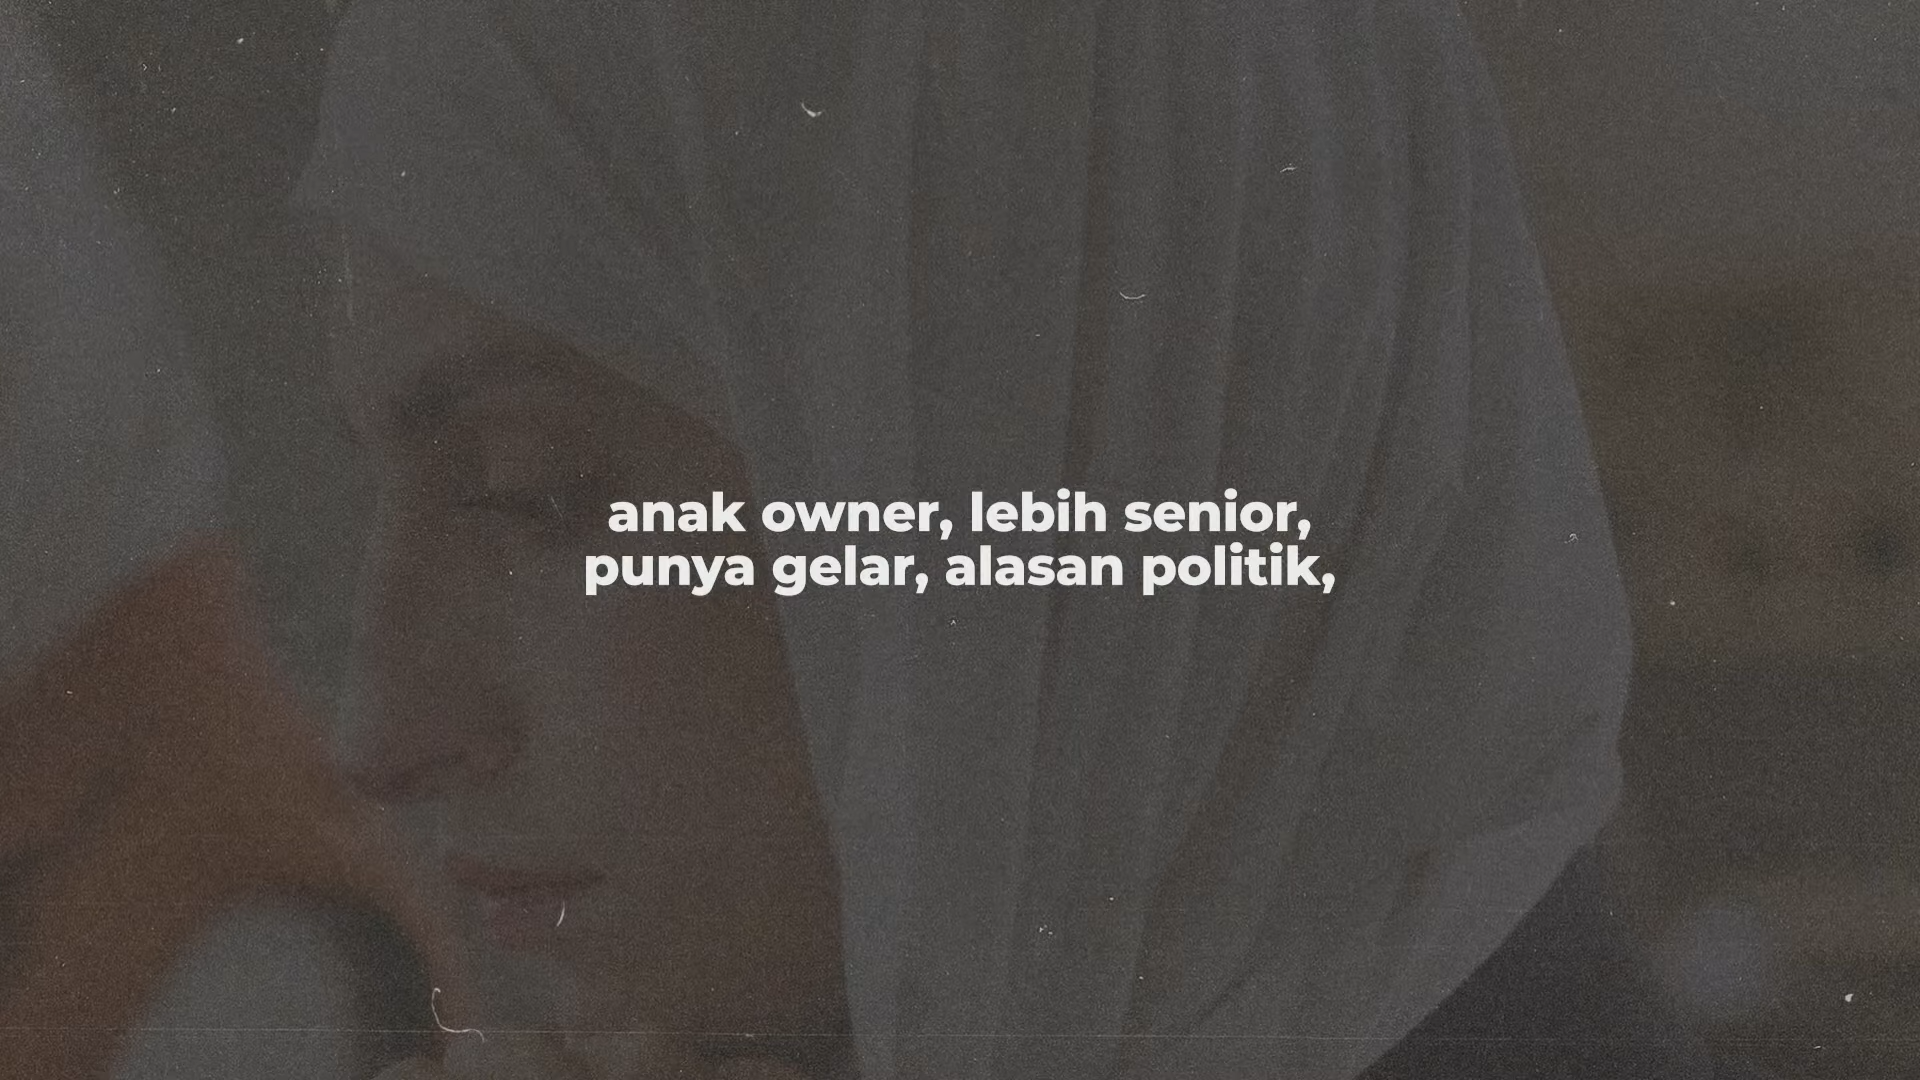 anak owner, lebih senior,
punya gelar, alasan politik,